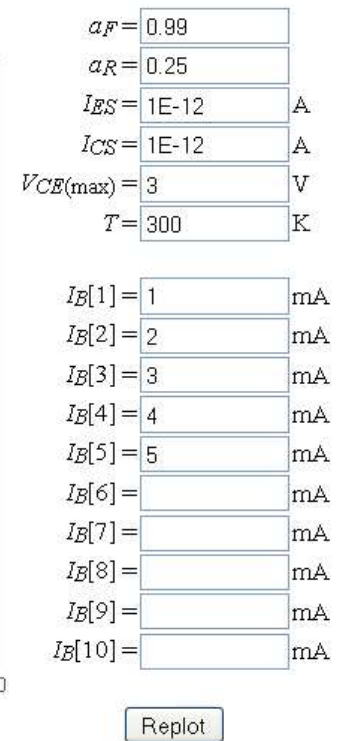 aF = 0.99
aR = 0.25
IES = 1E-12 A
ICS = 1E-12 A
VCE(max) = 3 V
T = 300 K
IB[1] = 1 mA
IB[2] = 2 mA
IB[3] = 3 mA
IB[4] = 4 mA
IB[5] = 5 mA
IB[6] = mA
IB[7] = mA
IB[8] = mA
IB[9] = mA
IB[10] = mA
Replot